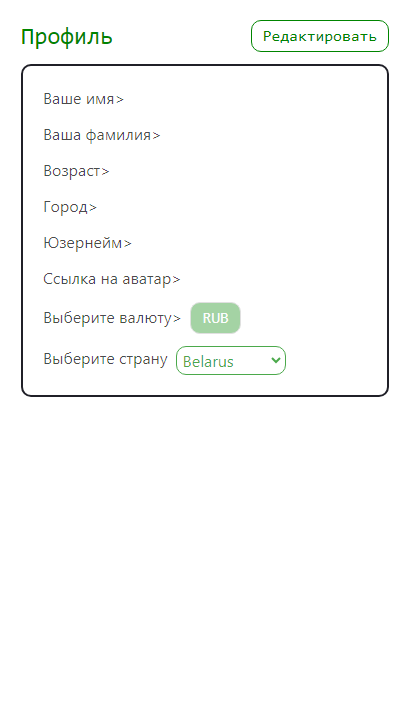 Профиль
Редактировать
Ваше имя>
Ваша фамилия>
Возраст>
Город>
Юзернейм>
Ссылка на аватар>
Выберите валюту> RUB
Выберите страну Belarus